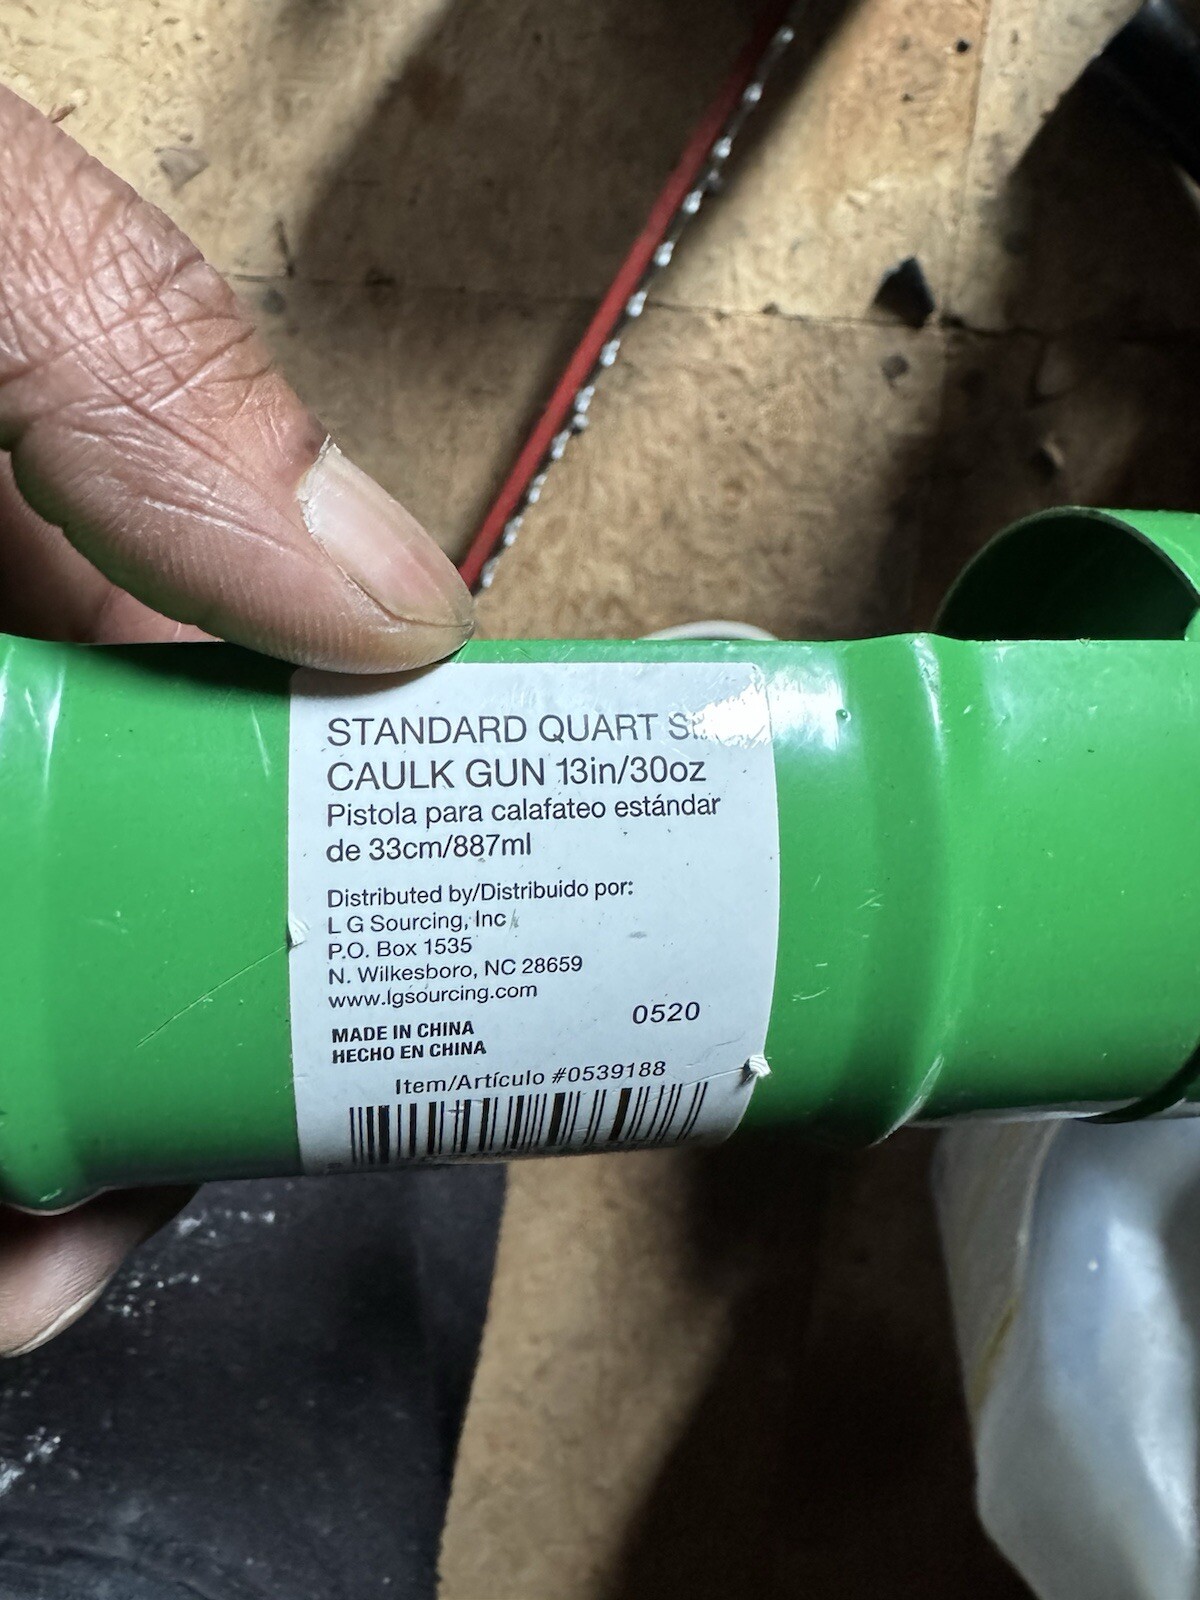 STANDARD QUART
CAULK GUN 13in/30oz
Pistola para calafateo estándar
de 33cm/887ml
Distributed by/Distribuido por:
L G Sourcing, Inc
P.O. Box 1535
N. Wilkesboro, NC 28659
www.lgsourcing.com
0520
MADE IN CHINA
HECHO EN CHINA
Item/Artículo #0539188